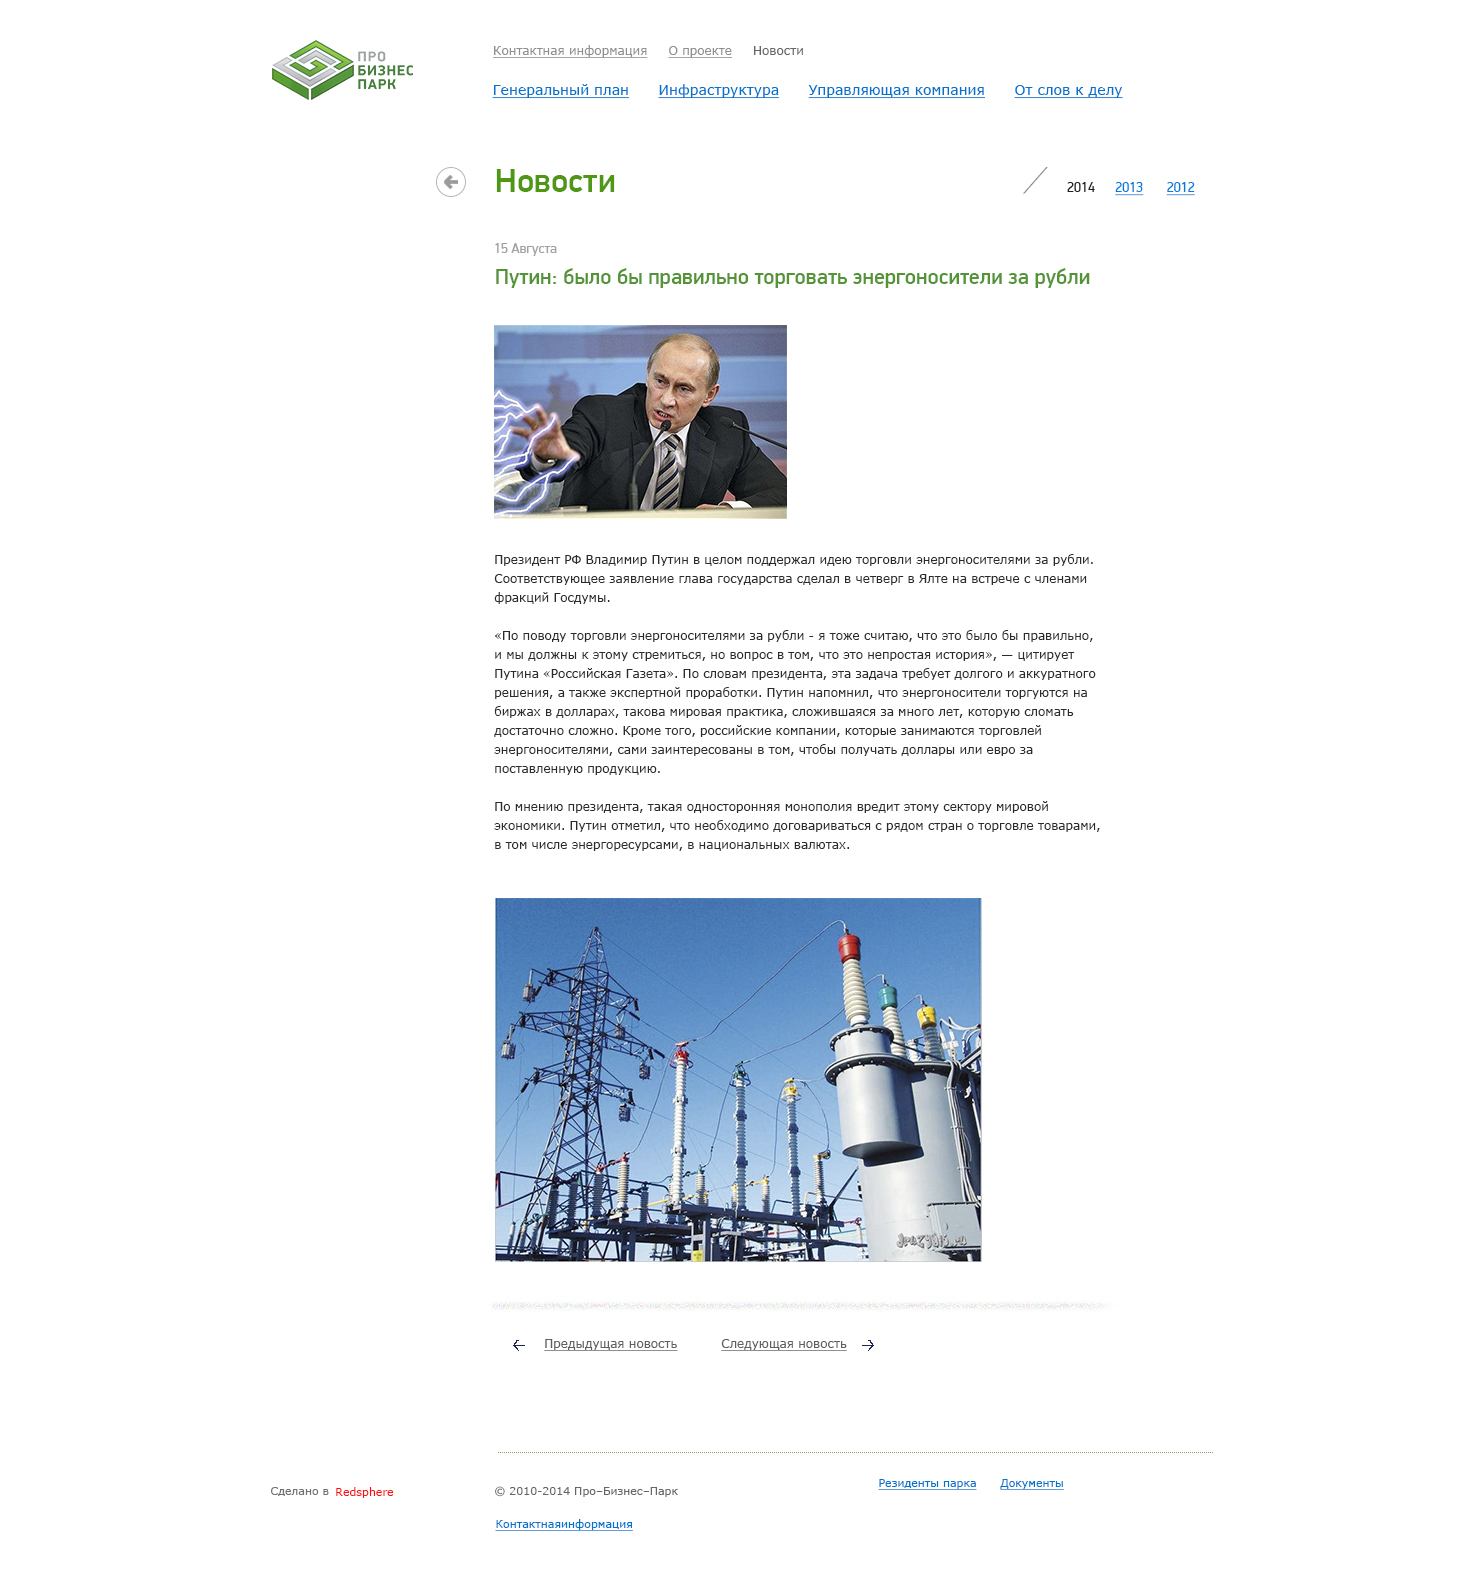 ПРО
БИЗНЕС
ПАРК
Контактная информация О проекте Новости
Генеральный план Инфраструктура Управляющая компания От слов к делу
Новости
2014 2013 2012
15 Августа
Путин: было бы правильно торговать энергоносители за рубли
Президент РФ Владимир Путин в целом поддержал идею торговли энергоносителями за рубли.
Соответствующее заявление глава государства сделал в четверг в Ялте на встрече с членами
фракций Госдумы.
«По поводу торговли энергоносителями за рубли - я тоже считаю, что это было бы правильно,
и мы должны к этому стремиться, но вопрос в том, что это непростая история», — цитирует
Путина «Российская Газета». По словам президента, эта задача требует долгого и аккуратного
решения, а также экспертной проработки. Путин напомнил, что энергоносители торгуются на
биржах в долларах, такова мировая практика, сложившаяся за много лет, которую сломать
достаточно сложно. Кроме того, российские компании, которые занимаются торговлей
энергоносителями, сами заинтересованы в том, чтобы получать доллары или евро за
поставленную продукцию.
По мнению президента, такая односторонняя монополия вредит этому сектору мировой
экономики. Путин отметил, что необходимо договариваться с рядом стран о торговле товарами,
в том числе энергоресурсами, в национальных валютах.
Предыдущая новость Следующая новость
Резиденты парка Документы
Сделано в Redsphere © 2010-2014 Про–Бизнес–Парк
Контактнаяинформация